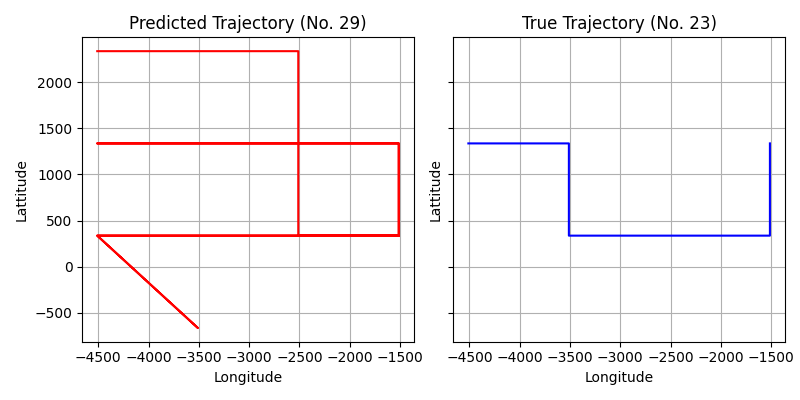 Predicted Trajectory (No. 29)
True Trajectory (No. 23)
2000
1500
1000
500
0
−500
Lattitude
Lattitude
−4500 −4000 −3500 −3000 −2500 −2000 −1500
−4500 −4000 −3500 −3000 −2500 −2000 −1500
Longitude
Longitude